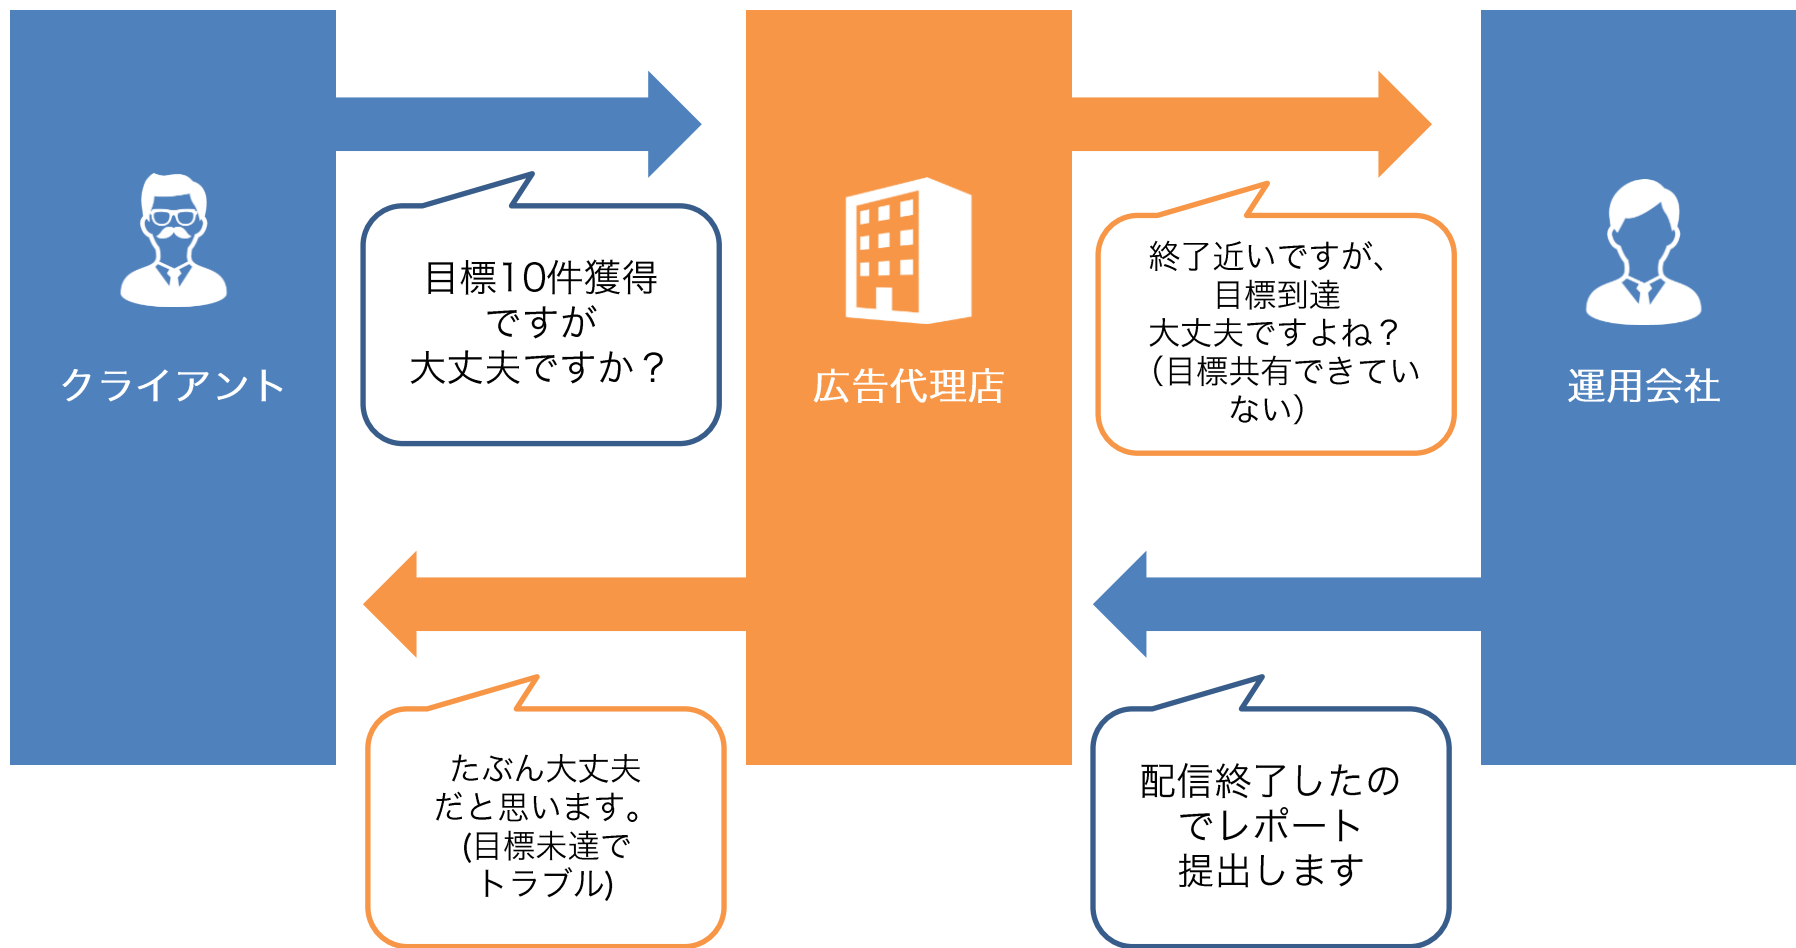 クライアント
目標10件獲得
ですが
大丈夫ですか？
広告代理店
終了近いですが、
目標到達
大丈夫ですよね？
（目標共有できてい
ない）
運用会社
たぶん大丈夫
だと思います。
(目標未達で
トラブル)
配信終了したの
でレポート
提出します